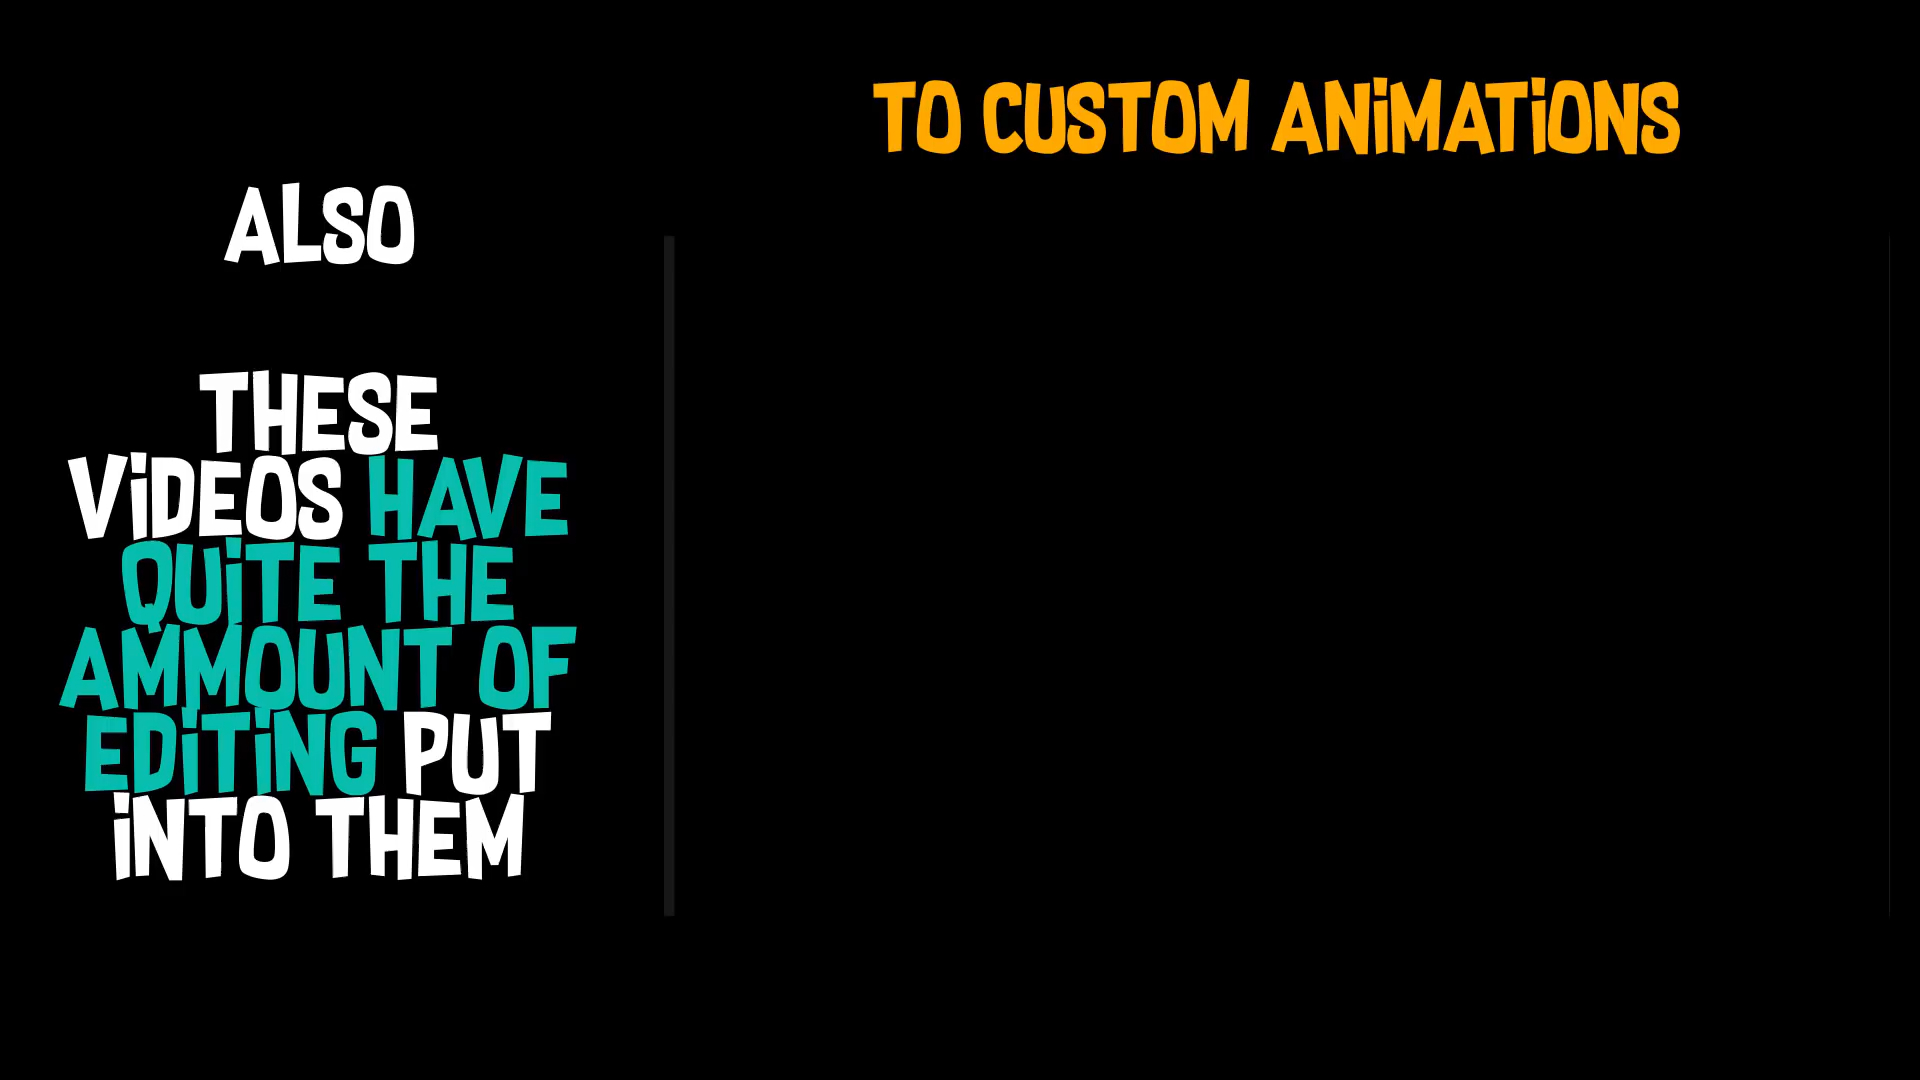 TO CUSTOM ANiMATiONS
ALSO
THESE
ViDEOS HAVE
QUiTE THE
AMMOUNT OF
EDiTiNG PUT
iNTO THEM